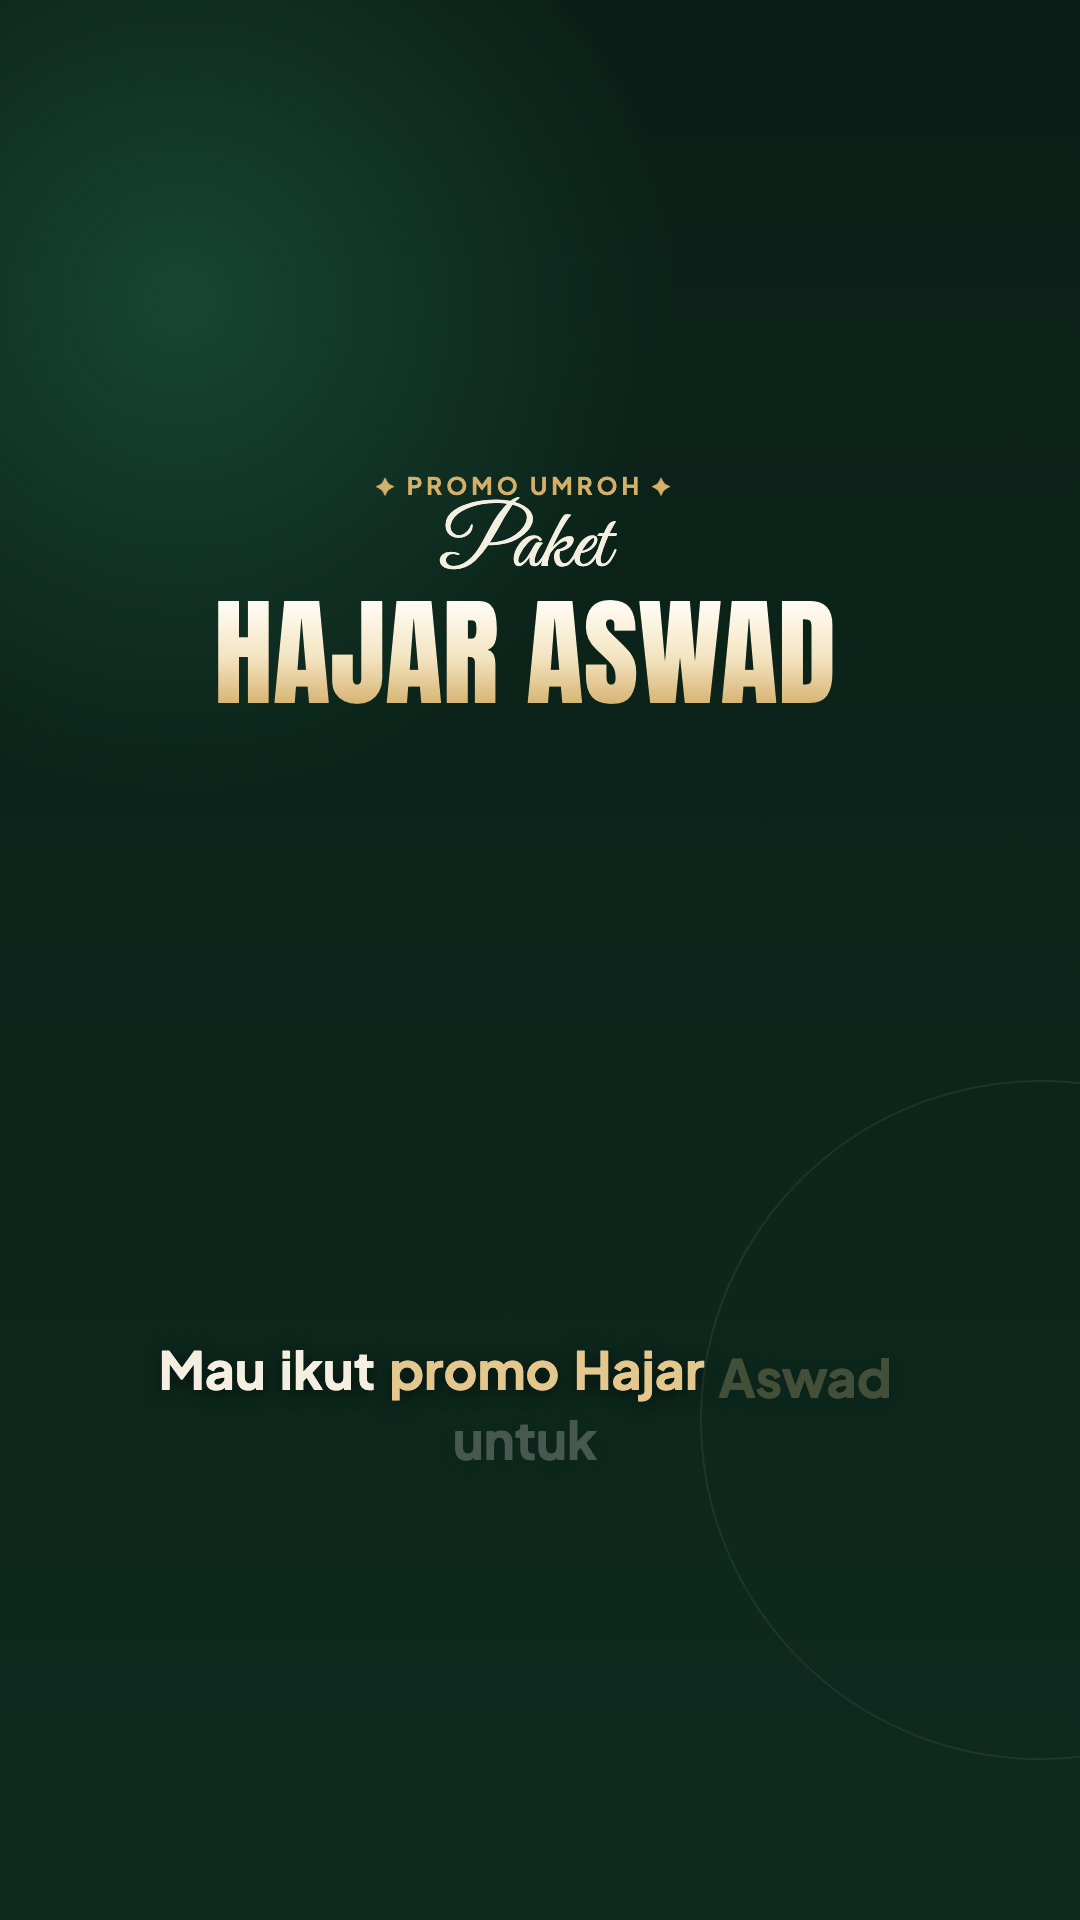 ✦ PROMO UMROH ✦
Paket
HAJAR ASWAD
Mau ikut promo Hajar Aswad
untuk